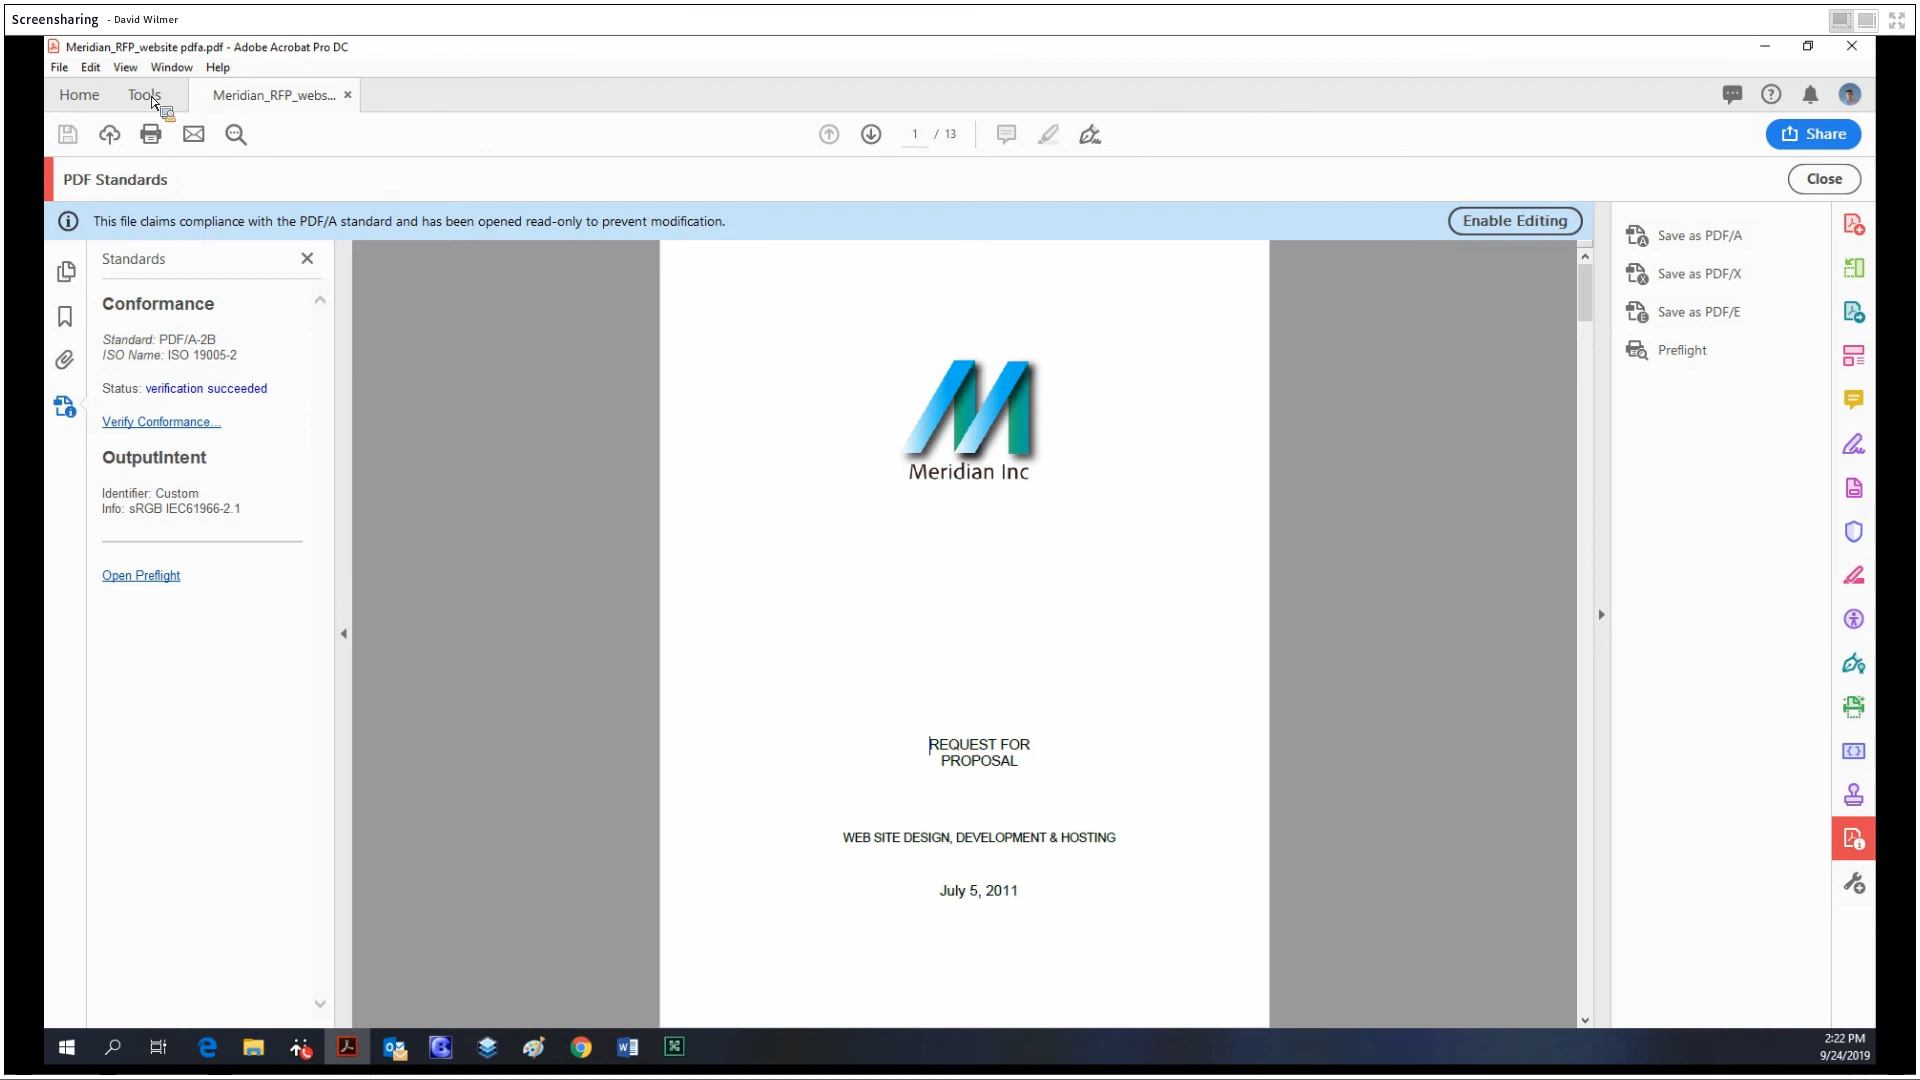 Screensharing - David Wilmer
Meridian_RFP_website pdfa.pdf - Adobe Acrobat Pro DC
File Edit View Window Help
Home Tools Meridian_RFP_webs... ×
1 / 13
Share
PDF Standards
Close
This file claims compliance with the PDF/A standard and has been opened read-only to prevent modification.
Enable Editing
Standards
Conformance
Standard: PDF/A-2B
ISO Name: ISO 19005-2
Status: verification succeeded
Verify Conformance...
OutputIntent
Identifier: Custom
Info: sRGB IEC61966-2.1
Open Preflight
Meridian Inc
REQUEST FOR
PROPOSAL
WEB SITE DESIGN, DEVELOPMENT & HOSTING
July 5, 2011
Save as PDF/A
Save as PDF/X
Save as PDF/E
Preflight
2:22 PM
9/24/2019